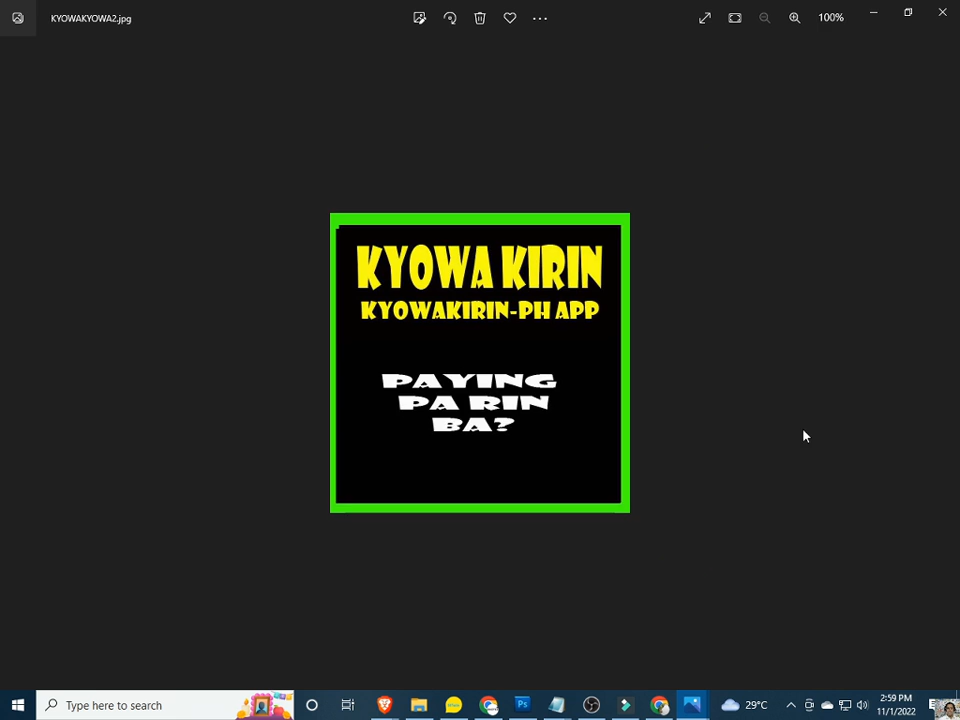 KYOWAKYOWA2.jpg
100%
KYOWA KIRIN
KYOWAKIRIN-PH APP
PAYING
PA RIN
BA?
Type here to search
Ps
29°C
2:59 PM
11/1/2022